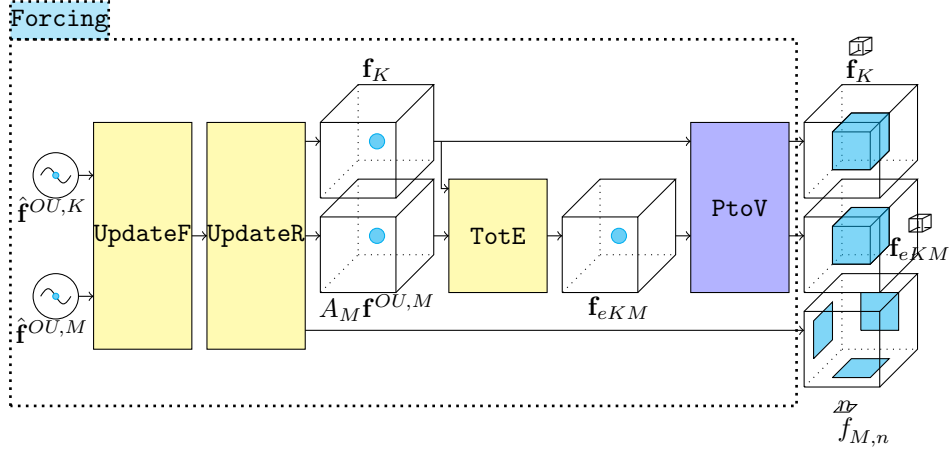 Forcing
f_K
f_K
f̂^{OU,K}
UpdateF
UpdateR
TotE
PtoV
f_{eKM}
f̂^{OU,M}
A_M f^{OU,M}
f_{eKM}
n
f_{M,n}